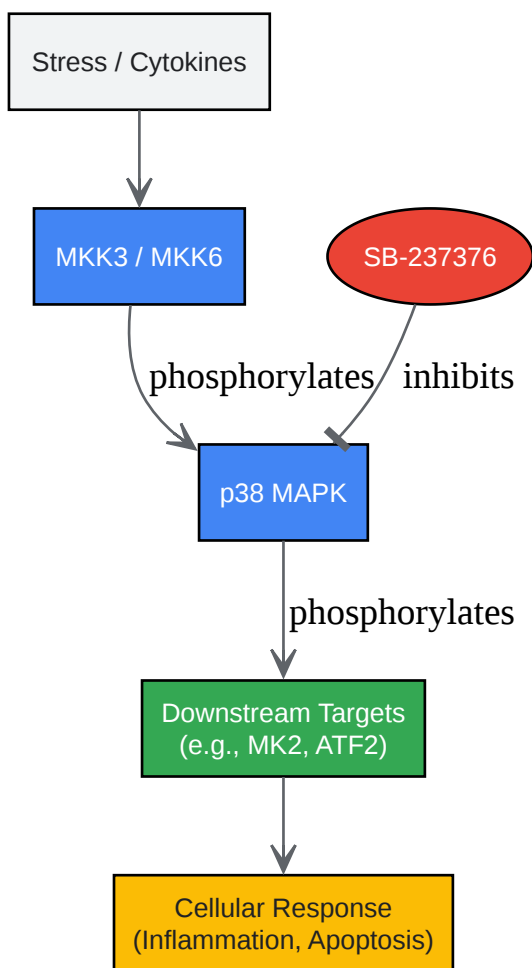 Stress / Cytokines
MKK3 / MKK6
SB-237376
phosphorylates
inhibits
p38 MAPK
phosphorylates
Downstream Targets
(e.g., MK2, ATF2)
Cellular Response
(Inflammation, Apoptosis)